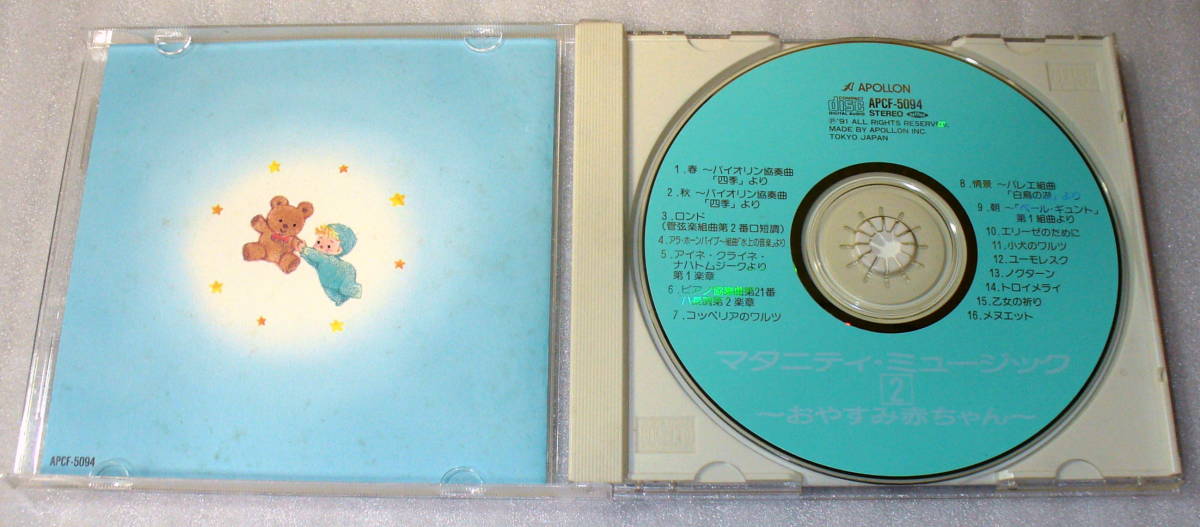 APCF-5094
APOLLON
disc
DIGITAL AUDIO
APCF-5094
STEREO
℗'91 ALL RIGHTS RESERVED.
MADE BY APOLLON INC.
TOKYO JAPAN
1.春 〜バイオリン協奏曲
「四季」より
2.秋 〜バイオリン協奏曲
「四季」より
3.ロンド
(管弦楽組曲第2番ロ短調)
4.アラ・ホーンパイプ〜組曲「水上の音楽」より
5.アイネ・クライネ・
ナハトムジークより
第1楽章
6.ピアノ協奏曲第21番
ハ長調第2楽章
7.コッペリアのワルツ
8.情景 〜バレエ組曲
「白鳥の湖」より
9.朝 〜「ペール・ギュント」
第1組曲より
10.エリーゼのために
11.小犬のワルツ
12.ユーモレスク
13.ノクターン
14.トロイメライ
15.乙女の祈り
16.メヌエット
マタニティ・ミュージック
2
〜おやすみ赤ちゃん〜